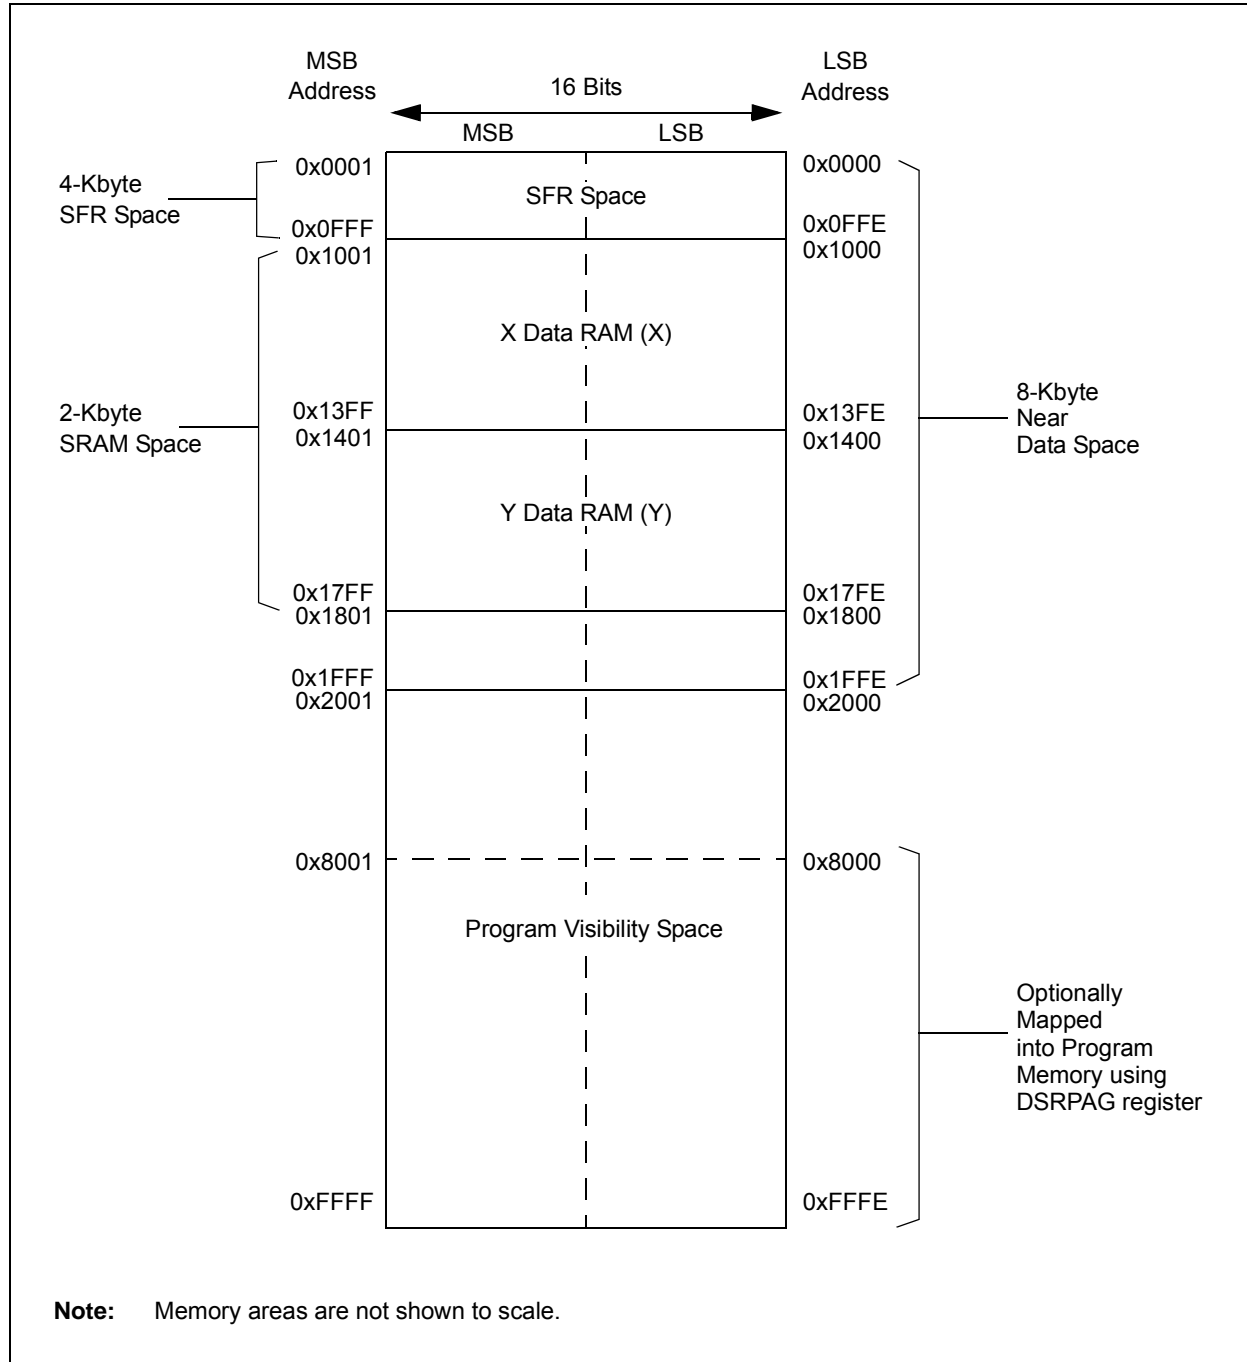 MSB
Address
LSB
Address
16 Bits
MSB
LSB
0x0001
0x0000
4-Kbyte
SFR Space
SFR Space
0x0FFF
0x0FFE
0x1001
0x1000
X Data RAM (X)
2-Kbyte
SRAM Space
0x13FF
0x13FE
0x1401
0x1400
8-Kbyte
Near
Data Space
Y Data RAM (Y)
0x17FF
0x17FE
0x1801
0x1800
0x1FFF
0x1FFE
0x2001
0x2000
0x8001
0x8000
Program Visibility Space
Optionally
Mapped
into Program
Memory using
DSRPAG register
0xFFFF
0xFFFE
Note: Memory areas are not shown to scale.